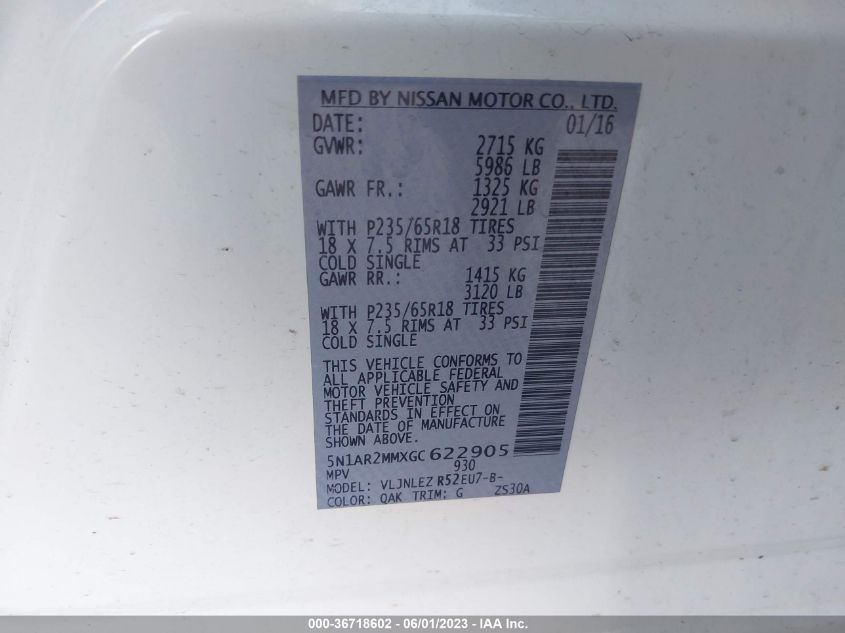 MFD BY NISSAN MOTOR CO., LTD.
DATE: 01/16
GVWR: 2715 KG
5986 LB
GAWR FR.: 1325 KG
2921 LB
WITH P235/65R18 TIRES
18 X 7.5 RIMS AT 33 PSI
COLD SINGLE
GAWR RR.: 1415 KG
3120 LB
WITH P235/65R18 TIRES
18 X 7.5 RIMS AT 33 PSI
COLD SINGLE
THIS VEHICLE CONFORMS TO
ALL APPLICABLE FEDERAL
MOTOR VEHICLE SAFETY AND
THEFT PREVENTION
STANDARDS IN EFFECT ON
THE DATE OF MANUFACTURE
SHOWN ABOVE.
5N1AR2MMXGC 622905
MPV 930
MODEL: VLJNLEZ R52EU7-B-
COLOR: QAK TRIM: G ZS30A
000-36718602 - 06/01/2023 - IAA Inc.